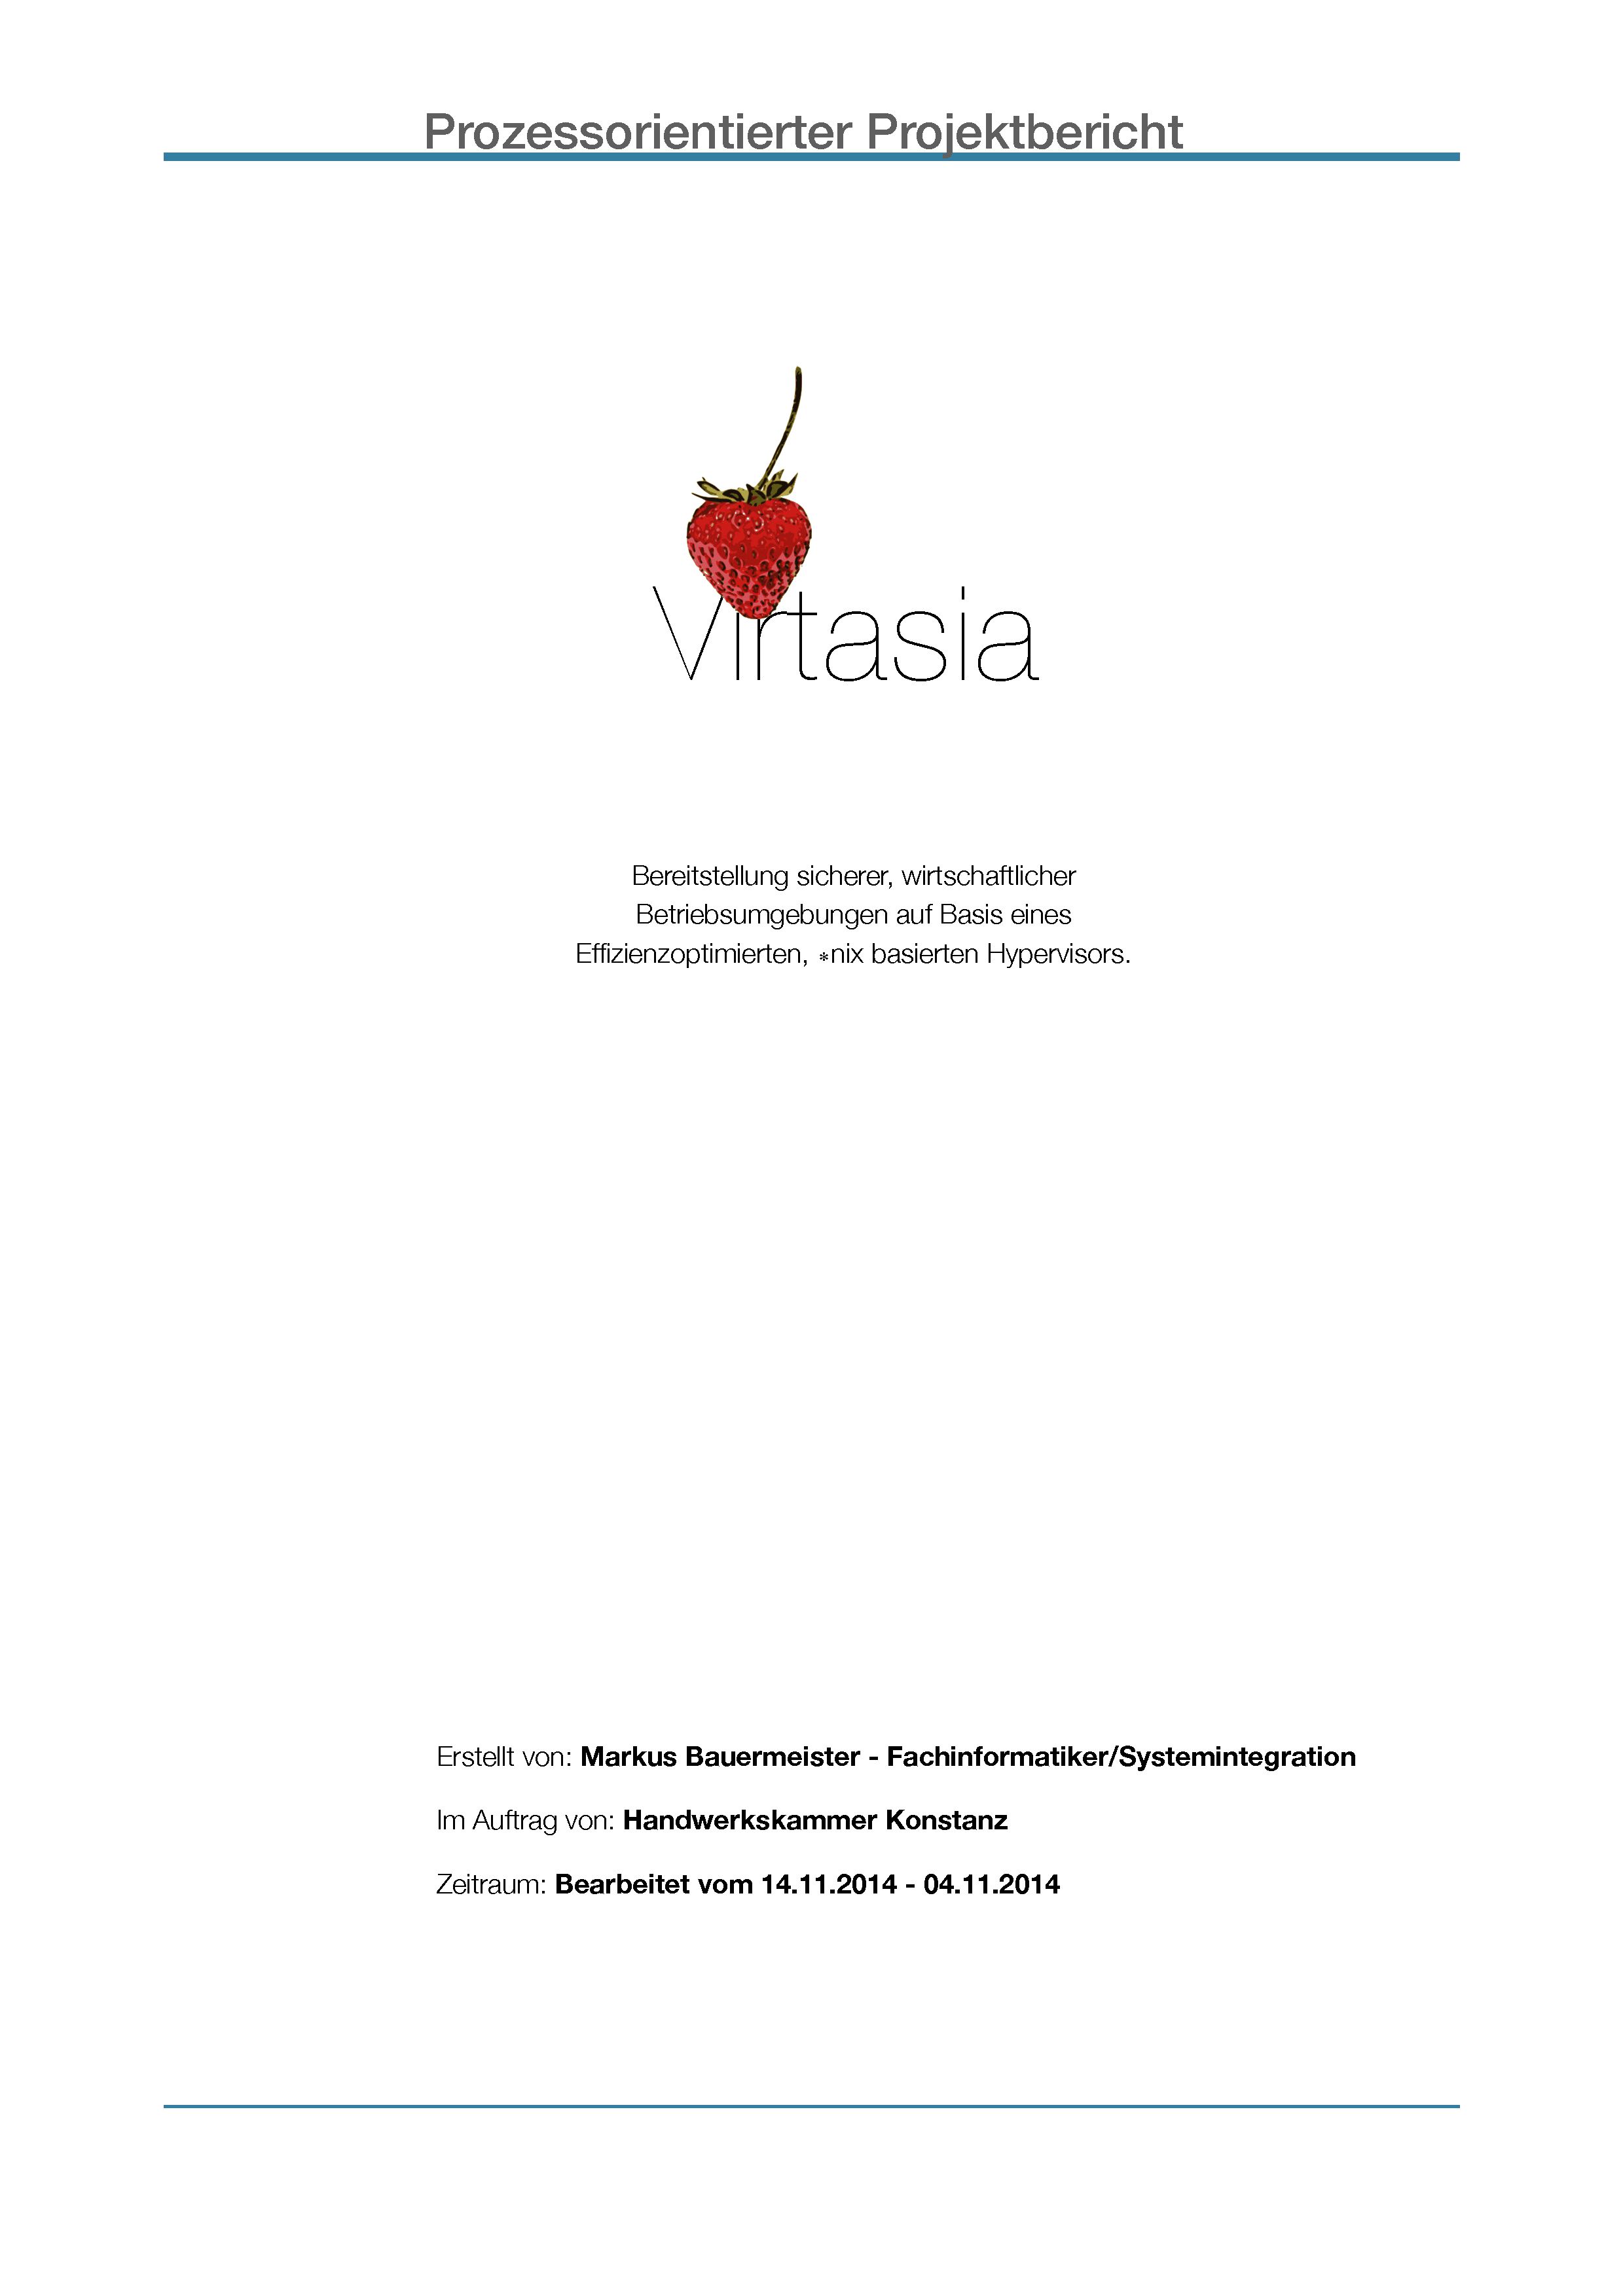 Prozessorientierter Projektbericht
Virtasia
Bereitstellung sicherer, wirtschaftlicher
Betriebsumgebungen auf Basis eines
Effizienzoptimierten, *nix basierten Hypervisors.
Erstellt von: Markus Bauermeister - Fachinformatiker/Systemintegration
Im Auftrag von: Handwerkskammer Konstanz
Zeitraum: Bearbeitet vom 14.11.2014 - 04.11.2014